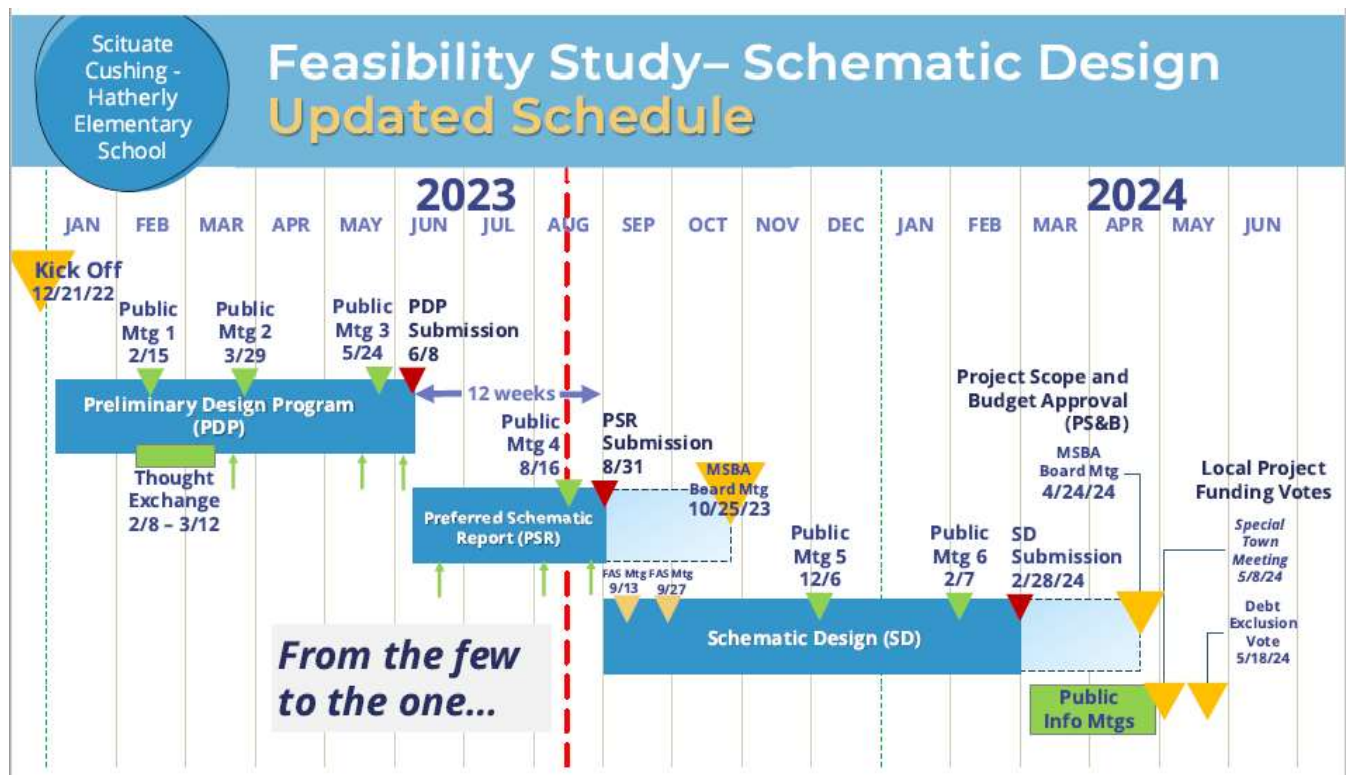 Scituate
Cushing -
Hatherly
Elementary
School
Feasibility Study– Schematic Design
Updated Schedule
2023
2024
JAN FEB MAR APR MAY JUN JUL AUG SEP OCT NOV DEC JAN FEB MAR APR MAY JUN
Kick Off
12/21/22
Public
Mtg 1
2/15
Public
Mtg 2
3/29
Public
Mtg 3
5/24
PDP
Submission
6/8
Preliminary Design Program
(PDP)
12 weeks
Thought
Exchange
2/8 – 3/12
Public
Mtg 4
8/16
PSR
Submission
8/31
MSBA
Board Mtg
10/25/23
Preferred Schematic
Report (PSR)
FAS Mtg
9/13
FAS Mtg
9/27
Public
Mtg 5
12/6
Public
Mtg 6
2/7
SD
Submission
2/28/24
Schematic Design (SD)
Project Scope and
Budget Approval
(PS&B)
MSBA
Board Mtg
4/24/24
Local Project
Funding Votes
Special
Town
Meeting
5/8/24
Debt
Exclusion
Vote
5/18/24
Public
Info Mtgs
From the few
to the one...